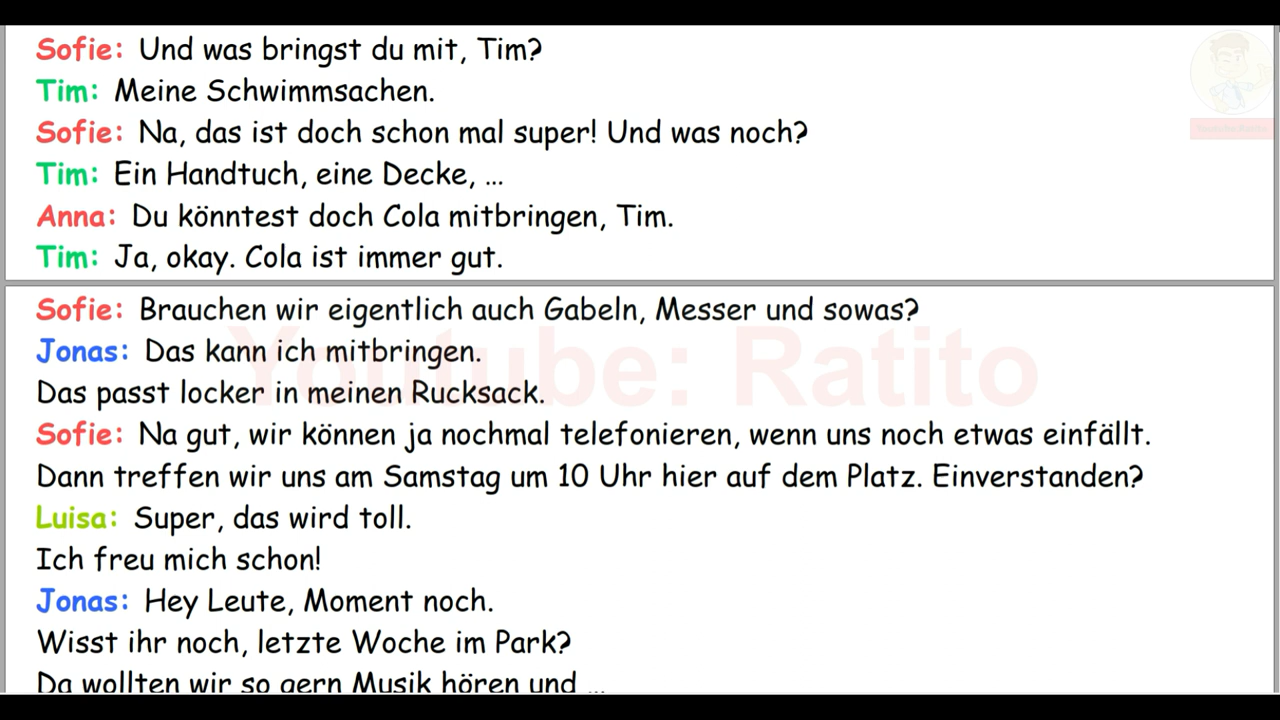 Sofie: Und was bringst du mit, Tim?
Tim: Meine Schwimmsachen.
Sofie: Na, das ist doch schon mal super! Und was noch?
Tim: Ein Handtuch, eine Decke, ...
Anna: Du könntest doch Cola mitbringen, Tim.
Tim: Ja, okay. Cola ist immer gut.
Sofie: Brauchen wir eigentlich auch Gabeln, Messer und sowas?
Jonas: Das kann ich mitbringen.
Das passt locker in meinen Rucksack.
Sofie: Na gut, wir können ja nochmal telefonieren, wenn uns noch etwas einfällt.
Dann treffen wir uns am Samstag um 10 Uhr hier auf dem Platz. Einverstanden?
Luisa: Super, das wird toll.
Ich freu mich schon!
Jonas: Hey Leute, Moment noch.
Wisst ihr noch, letzte Woche im Park?
Da wollten wir so gern Musik hören und ...
Youtube: Ratito
Youtube: Ratito